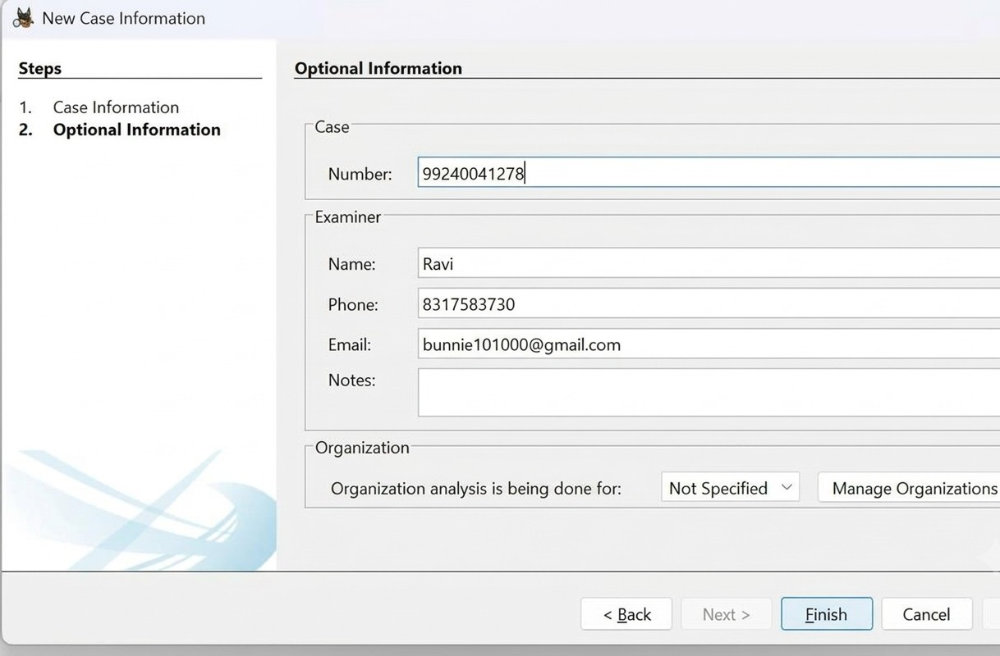 New Case Information
Steps
1. Case Information
2. Optional Information
Optional Information
Case
Number: 99240041278
Examiner
Name: Ravi
Phone: 8317583730
Email: bunnie101000@gmail.com
Notes:
Organization
Organization analysis is being done for: Not Specified Manage Organizations
< Back Next > Finish Cancel